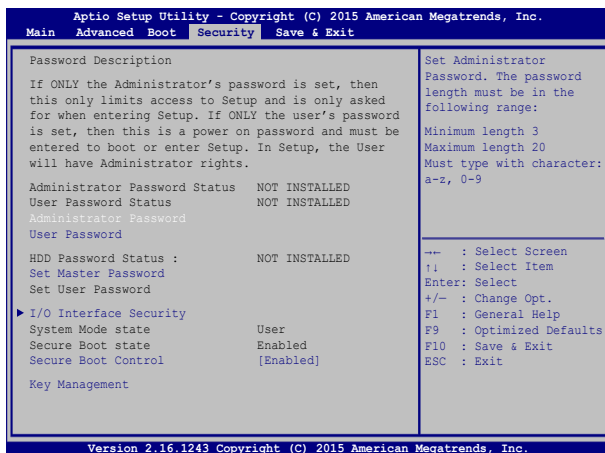 Aptio Setup Utility - Copyright (C) 2015 American Megatrends, Inc.
Main Advanced Boot Security Save & Exit
Password Description
If ONLY the Administrator's password is set, then
this only limits access to Setup and is only asked
for when entering Setup. If ONLY the user's password
is set, then this is a power on password and must be
entered to boot or enter Setup. In Setup, the User
will have Administrator rights.
Administrator Password Status NOT INSTALLED
User Password Status NOT INSTALLED
Administrator Password
User Password
HDD Password Status : NOT INSTALLED
Set Master Password
Set User Password
I/O Interface Security
System Mode state User
Secure Boot state Enabled
Secure Boot Control [Enabled]
Key Management
Set Administrator
Password. The password
length must be in the
following range:
Minimum length 3
Maximum length 20
Must type with character:
a-z, 0-9
→← : Select Screen
↑↓ : Select Item
Enter: Select
+/— : Change Opt.
F1 : General Help
F9 : Optimized Defaults
F10 : Save & Exit
ESC : Exit
Version 2.16.1243 Copyright (C) 2015 American Megatrends, Inc.